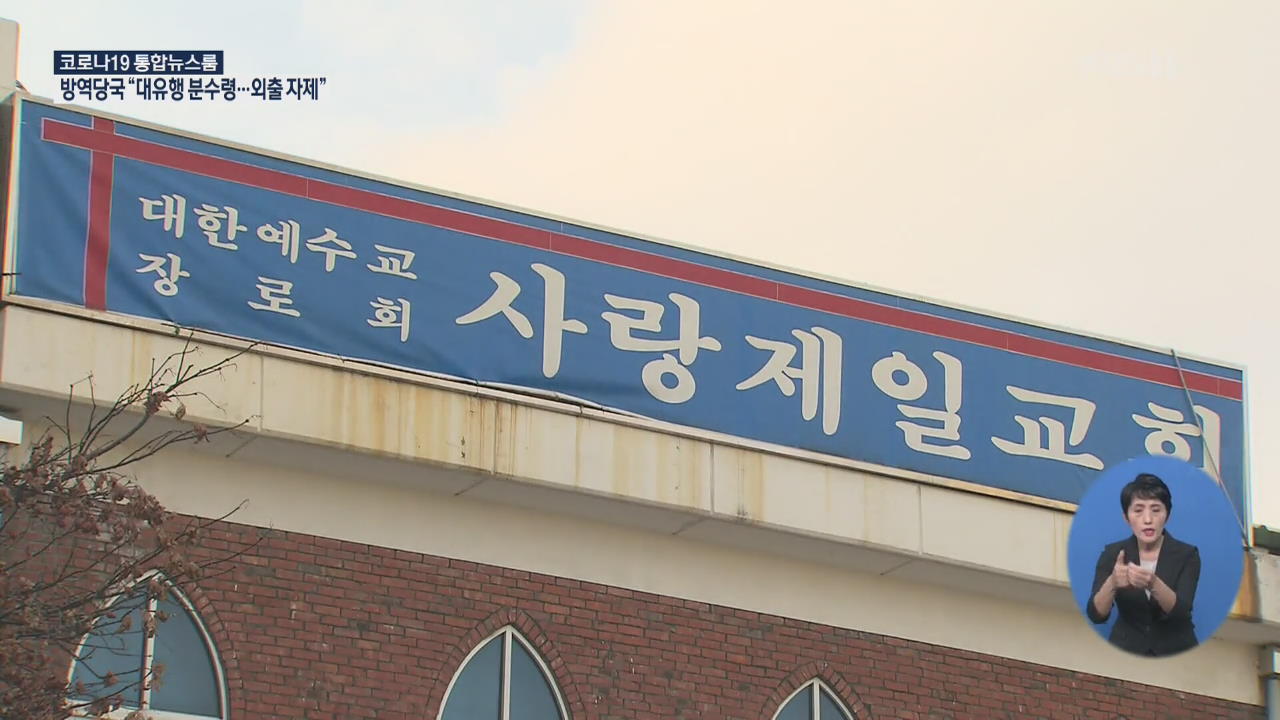 코로나19 통합뉴스룸
방역당국 “대유행 분수령…외출 자제”
대한예수교
장로회
사랑제일교회